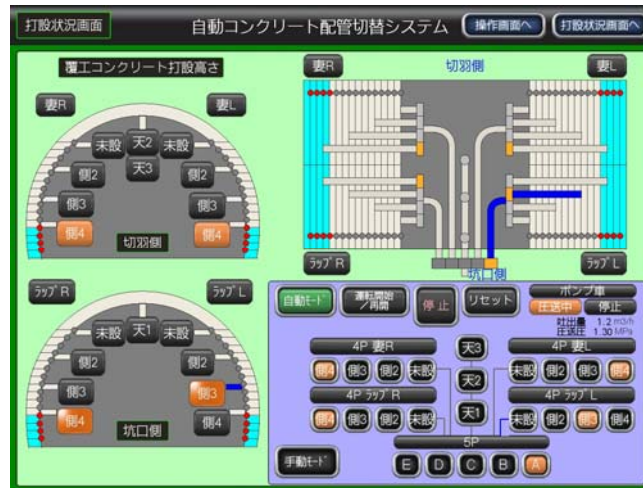 打設状況画面 自動コンクリート配管切替システム 操作画面へ 打設状況画面へ
覆工コンクリート打設高さ
妻R 妻L
未設 天2 未設
側2 天3 側2
側3 側3
側4 切羽側 側4
ラップR ラップL
未設 天1 未設
側2 側2
側3 側3
側4 坑口側 側4
妻R 切羽側 妻L
ラップR 坑口側 ラップL
自動モード 運転開始/再開 停止 リセット ポンプ車
圧送中 停止
吐出量 1.2 m3/h
圧送圧 1.30 MPa
4P 妻R 天3 4P 妻L
側4 側3 側2 未設 天2 未設 側2 側3 側4
4P ラップR 4P ラップL
側4 側3 側2 未設 天1 未設 側2 側3 側4
5P
手動モード E D C B A